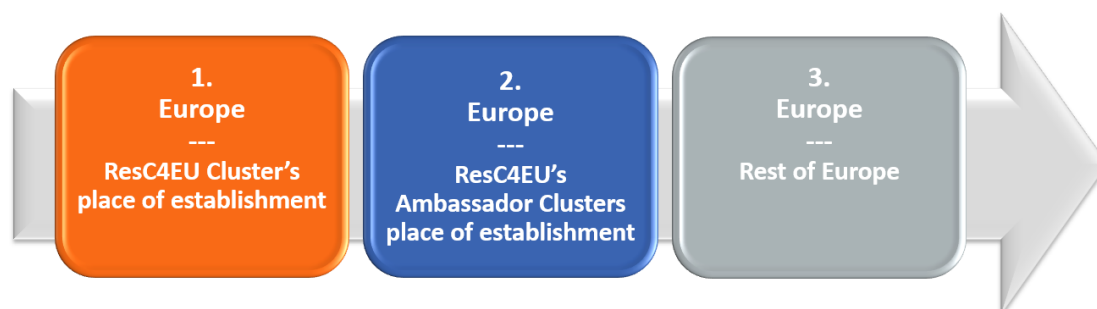 1.
Europe
---
ResC4EU Cluster's
place of establishment
2.
Europe
---
ResC4EU's
Ambassador Clusters
place of establishment
3.
Europe
---
Rest of Europe